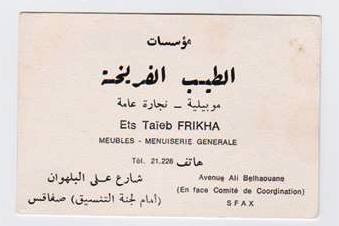 مؤسسات
الطيب الفريخة
موبيلية - نجارة عامة
Ets Taïeb FRIKHA
MEUBLES - MENUISERIE GENERALE
هاتف Tél. 21.226
شارع علي البلهوان
(أمام لجنة التنسيق) صفاقس
Avenue Ali Belhaouane
(En face Comité de Coordination)
SFAX